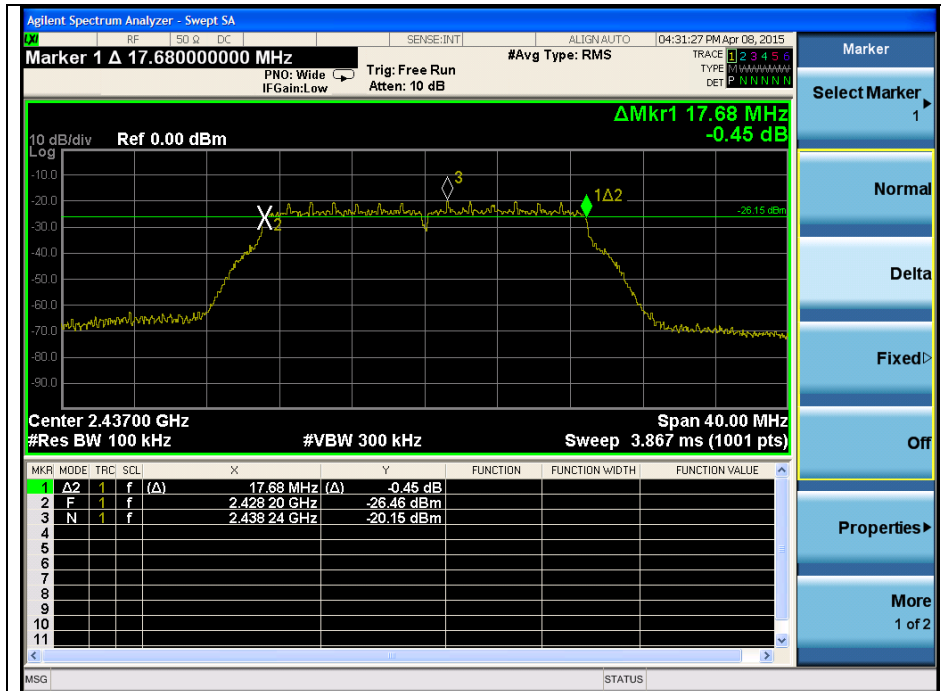 Agilent Spectrum Analyzer - Swept SA
LXI RF 50 Ω DC SENSE:INT ALIGN AUTO 04:31:27 PM Apr 08, 2015
Marker 1 Δ 17.680000000 MHz
PNO: Wide
IFGain:Low
Trig: Free Run
Atten: 10 dB
#Avg Type: RMS
TRACE 1 2 3 4 5 6
TYPE M WWWWW
DET P N N N N N
ΔMkr1 17.68 MHz
-0.45 dB
10 dB/div Ref 0.00 dBm
Log
-10.0
-20.0
-30.0
-40.0
-50.0
-60.0
-70.0
-80.0
-90.0
2
3
1Δ2
-26.15 dBm
Center 2.43700 GHz Span 40.00 MHz
#Res BW 100 kHz #VBW 300 kHz Sweep 3.867 ms (1001 pts)
MKR MODE TRC SCL X Y FUNCTION FUNCTION WIDTH FUNCTION VALUE
1 Δ2 1 f (Δ) 17.68 MHz (Δ) -0.45 dB
2 F 1 f 2.428 20 GHz -26.46 dBm
3 N 1 f 2.438 24 GHz -20.15 dBm
4
5
6
7
8
9
10
11
MSG STATUS
Marker
Select Marker
1
Normal
Delta
Fixed
Off
Properties
More
1 of 2